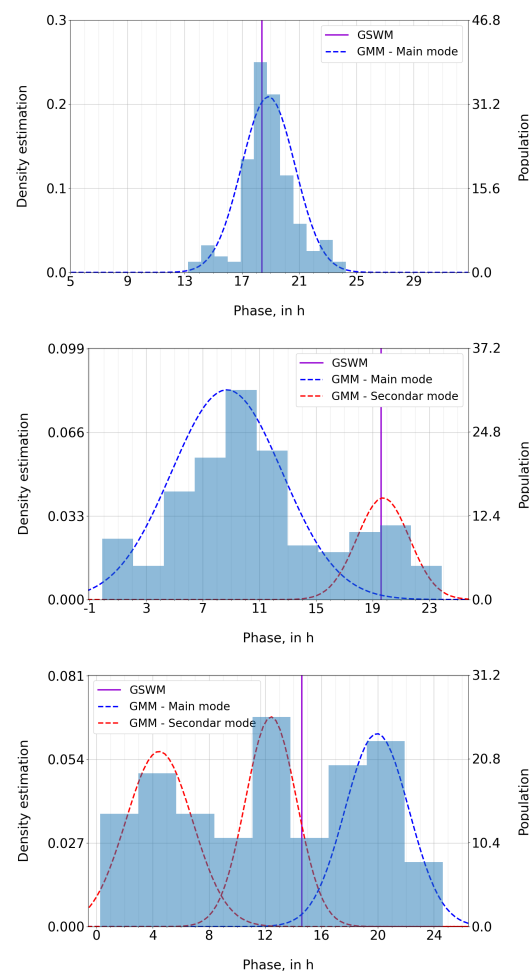 0.3
46.8
GSWM
GMM - Main mode
0.2
31.2
Density estimation
Population
0.1
15.6
0.0
0.0
5 9 13 17 21 25 29
Phase, in h
0.099
37.2
GSWM
GMM - Main mode
GMM - Secondar mode
0.066
24.8
Density estimation
Population
0.033
12.4
0.000
0.0
-1 3 7 11 15 19 23
Phase, in h
0.081
31.2
GSWM
GMM - Main mode
GMM - Secondar mode
0.054
20.8
Density estimation
Population
0.027
10.4
0.000
0.0
0 4 8 12 16 20 24
Phase, in h